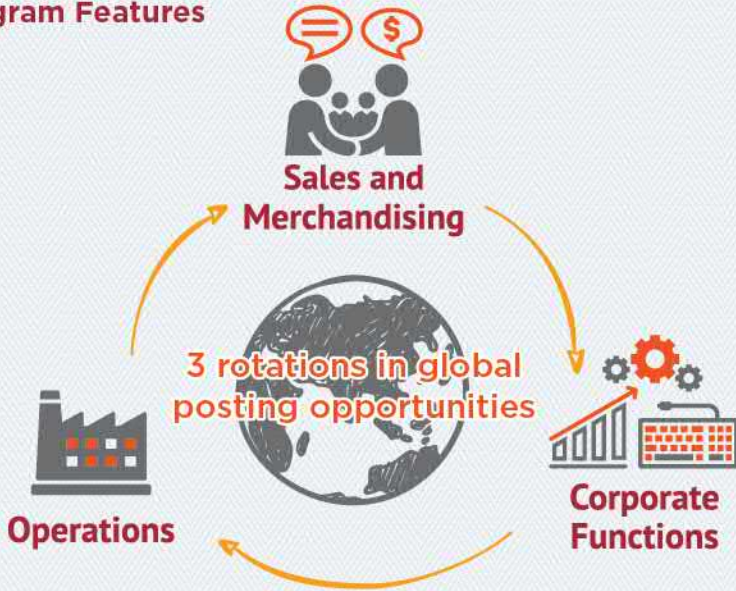 gram Features
= $
Sales and
Merchandising
3 rotations in global
posting opportunities
Operations
Corporate
Functions